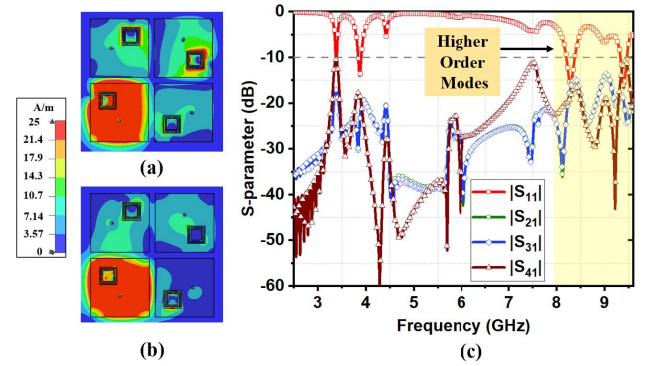 (a)
A/m
25
21.4
17.9
14.3
10.7
7.14
3.57
0
(b)
0
-10
-20
-30
-40
-50
-60
S-parameter (dB)
Higher
Order
Modes
|S11|
|S21|
|S31|
|S41|
3 4 5 6 7 8 9
Frequency (GHz)
(c)